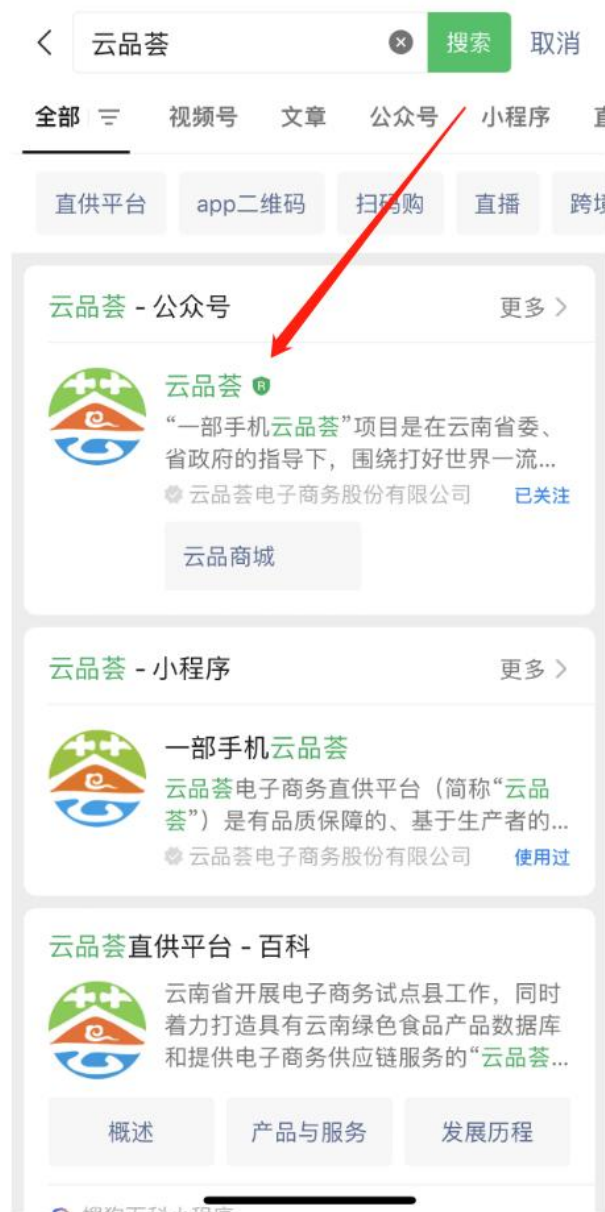 云品荟 搜索 取消
全部 视频号 文章 公众号 小程序
直供平台 app二维码 扫码购 直播 跨境
云品荟 - 公众号 更多
云品荟
“一部手机云品荟”项目是在云南省委、
省政府的指导下，围绕打好世界一流...
云品荟电子商务股份有限公司 已关注
云品商城
云品荟 - 小程序 更多
一部手机云品荟
云品荟电子商务直供平台（简称“云品
荟”）是有品质保障的、基于生产者的...
云品荟电子商务股份有限公司 使用过
云品荟直供平台 - 百科
云南省开展电子商务试点县工作，同时
着力打造具有云南绿色食品产品数据库
和提供电子商务供应链服务的“云品荟...
概述 产品与服务 发展历程